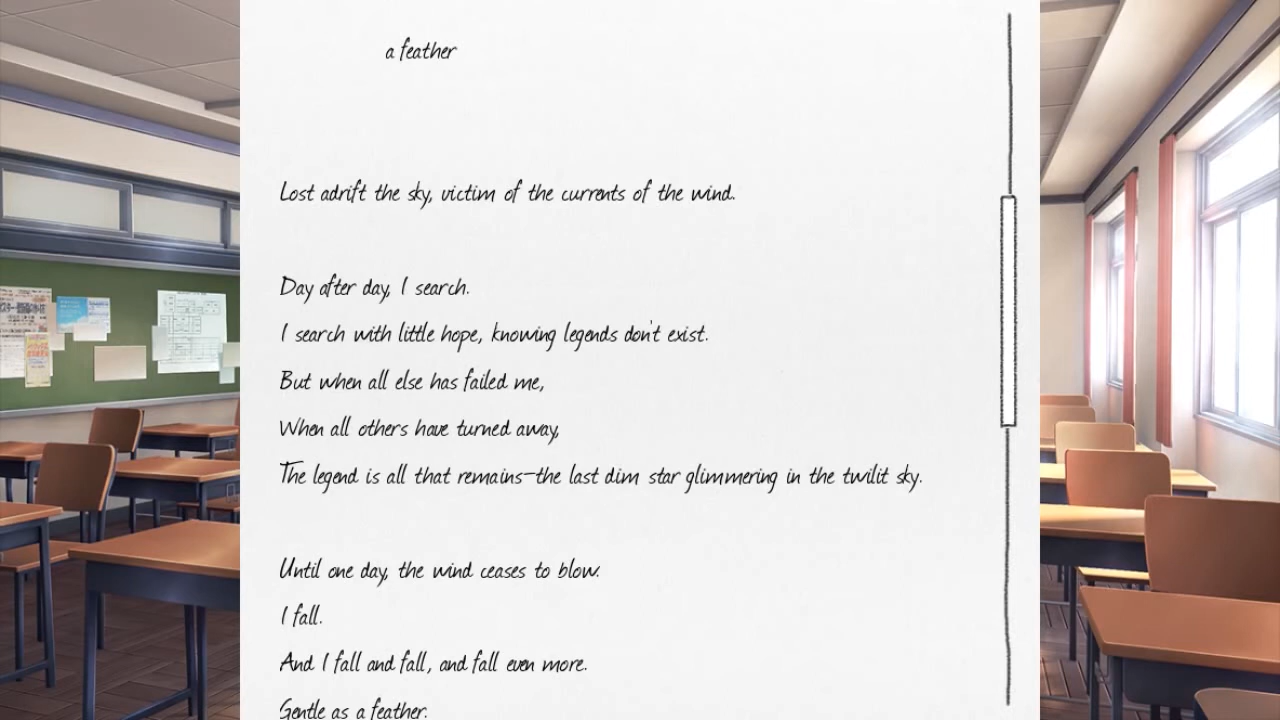 a feather
Lost adrift the sky, victim of the currents of the wind.
Day after day, I search.
I search with little hope, knowing legends don't exist.
But when all else has failed me,
When all others have turned away,
The legend is all that remains—the last dim star glimmering in the twilit sky.
Until one day, the wind ceases to blow.
I fall.
And I fall and fall, and fall even more.
Gentle as a feather.